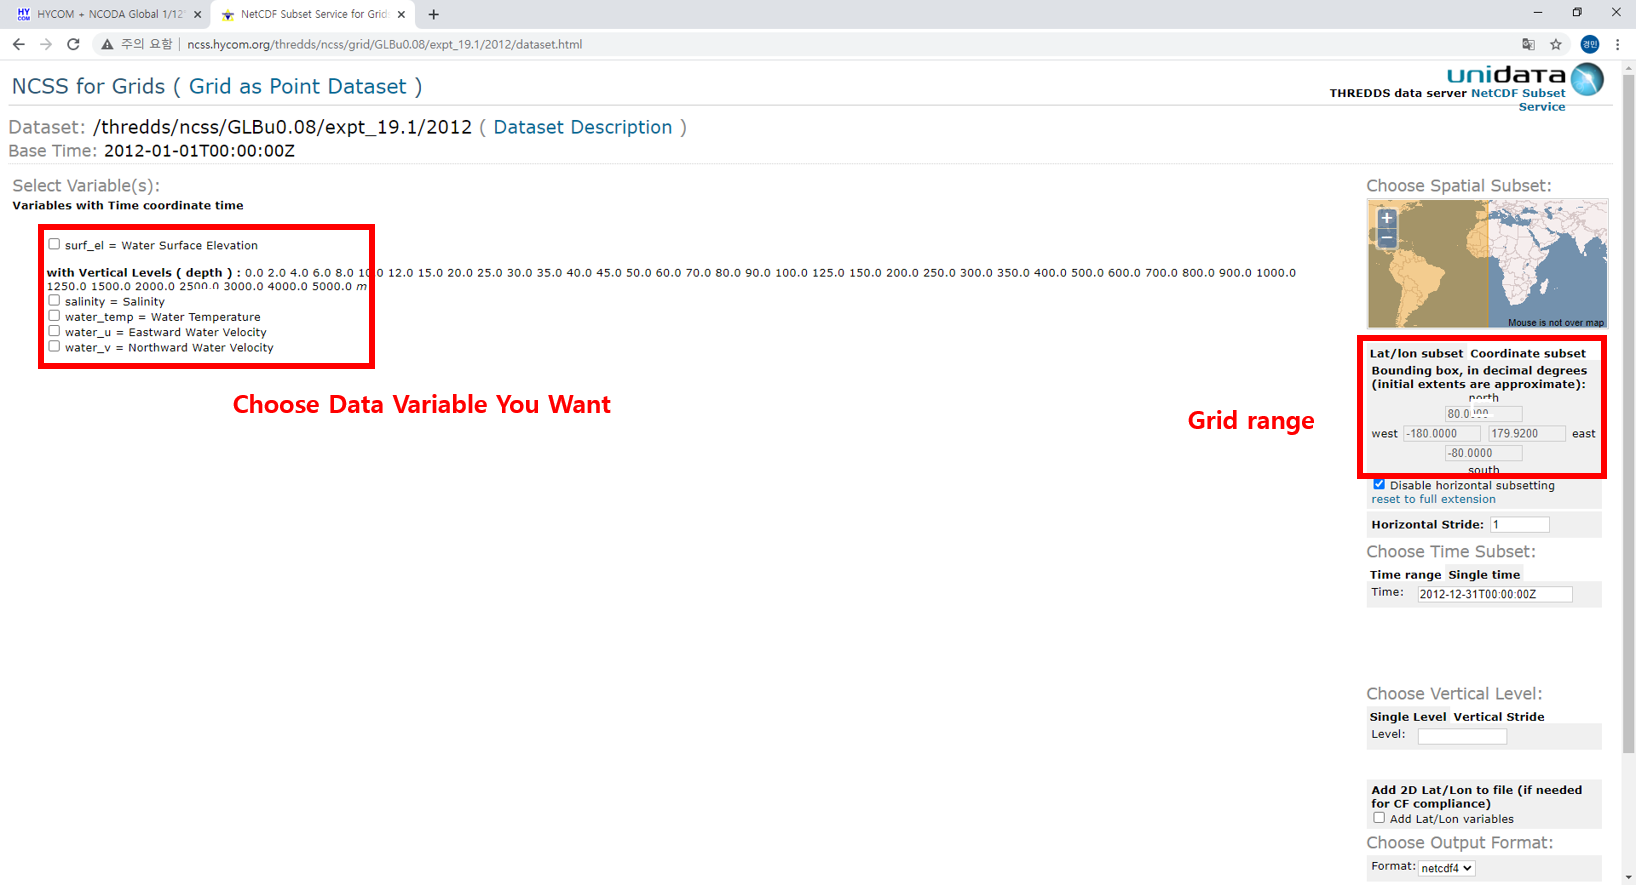 HYCOM + NCODA Global 1/12°
NetCDF Subset Service for Grids
주의 요함
ncss.hycom.org/thredds/ncss/grid/GLBu0.08/expt_19.1/2012/dataset.html
경민
NCSS for Grids ( Grid as Point Dataset )
unidata
THREDDS data server NetCDF Subset
Service
Dataset: /thredds/ncss/GLBu0.08/expt_19.1/2012 ( Dataset Description )
Base Time: 2012-01-01T00:00:00Z
Select Variable(s):
Variables with Time coordinate time
surf_el = Water Surface Elevation
with Vertical Levels ( depth ) : 0.0 2.0 4.0 6.0 8.0 10.0 12.0 15.0 20.0 25.0 30.0 35.0 40.0 45.0 50.0 60.0 70.0 80.0 90.0 100.0 125.0 150.0 200.0 250.0 300.0 350.0 400.0 500.0 600.0 700.0 800.0 900.0 1000.0
1250.0 1500.0 2000.0 2500.0 3000.0 4000.0 5000.0 m
salinity = Salinity
water_temp = Water Temperature
water_u = Eastward Water Velocity
water_v = Northward Water Velocity
Choose Data Variable You Want
Grid range
Choose Spatial Subset:
+
−
Mouse is not over map
Lat/lon subset Coordinate subset
Bounding box, in decimal degrees
(initial extents are approximate):
north
80.0000
west -180.0000 179.9200 east
-80.0000
south
Disable horizontal subsetting
reset to full extension
Horizontal Stride: 1
Choose Time Subset:
Time range Single time
Time: 2012-12-31T00:00:00Z
Choose Vertical Level:
Single Level Vertical Stride
Level:
Add 2D Lat/Lon to file (if needed
for CF compliance)
Add Lat/Lon variables
Choose Output Format:
Format: netcdf4